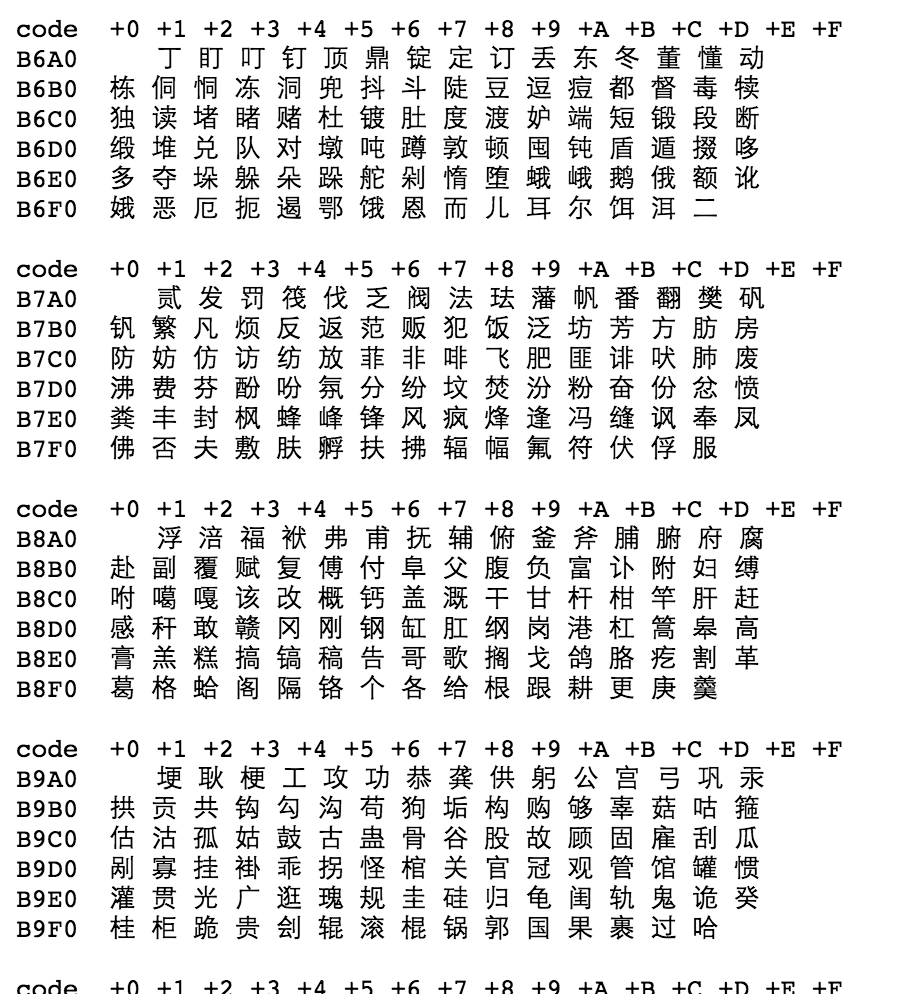 code +0 +1 +2 +3 +4 +5 +6 +7 +8 +9 +A +B +C +D +E +F
B6A0 丁 盯 叮 钉 顶 鼎 锭 定 订 丢 东 冬 董 懂 动
B6B0 栋 侗 恫 冻 洞 兜 抖 斗 陡 豆 逗 痘 都 督 毒 犊
B6C0 独 读 堵 睹 赌 杜 镀 肚 度 渡 妒 端 短 锻 段 断
B6D0 缎 堆 兑 队 对 墩 吨 蹲 敦 顿 囤 钝 盾 遁 掇 哆
B6E0 多 夺 垛 躲 朵 跺 舵 剁 惰 堕 蛾 峨 鹅 俄 额 讹
B6F0 娥 恶 厄 扼 遏 鄂 饿 恩 而 儿 耳 尔 饵 洱 二
code +0 +1 +2 +3 +4 +5 +6 +7 +8 +9 +A +B +C +D +E +F
B7A0 贰 发 罚 筏 伐 乏 阀 法 珐 藩 帆 番 翻 樊 矾
B7B0 钒 繁 凡 烦 反 返 范 贩 犯 饭 泛 坊 芳 方 肪 房
B7C0 防 妨 仿 访 纺 放 菲 非 啡 飞 肥 匪 诽 吠 肺 废
B7D0 沸 费 芬 酚 吩 氛 分 纷 坟 焚 汾 粉 奋 份 忿 愤
B7E0 粪 丰 封 枫 蜂 峰 锋 风 疯 烽 逢 冯 缝 讽 奉 凤
B7F0 佛 否 夫 敷 肤 孵 扶 拂 辐 幅 氟 符 伏 俘 服
code +0 +1 +2 +3 +4 +5 +6 +7 +8 +9 +A +B +C +D +E +F
B8A0 浮 涪 福 袱 弗 甫 抚 辅 俯 釜 斧 脯 腑 府 腐
B8B0 赴 副 覆 赋 复 傅 付 阜 父 腹 负 富 讣 附 妇 缚
B8C0 咐 噶 嘎 该 改 概 钙 盖 溉 干 甘 杆 柑 竿 肝 赶
B8D0 感 秆 敢 赣 冈 刚 钢 缸 肛 纲 岗 港 杠 篙 皋 高
B8E0 膏 羔 糕 搞 镐 稿 告 哥 歌 搁 戈 鸽 胳 疙 割 革
B8F0 葛 格 蛤 阁 隔 铬 个 各 给 根 跟 耕 更 庚 羹
code +0 +1 +2 +3 +4 +5 +6 +7 +8 +9 +A +B +C +D +E +F
B9A0 埂 耿 梗 工 攻 功 恭 龚 供 躬 公 宫 弓 巩 汞
B9B0 拱 贡 共 钩 勾 沟 苟 狗 垢 构 购 够 辜 菇 咕 箍
B9C0 估 沽 孤 姑 鼓 古 蛊 骨 谷 股 故 顾 固 雇 刮 瓜
B9D0 剐 寡 挂 褂 乖 拐 怪 棺 关 官 冠 观 管 馆 罐 惯
B9E0 灌 贯 光 广 逛 瑰 规 圭 硅 归 龟 闺 轨 鬼 诡 癸
B9F0 桂 柜 跪 贵 刽 辊 滚 棍 锅 郭 国 果 裹 过 哈
code +0 +1 +2 +3 +4 +5 +6 +7 +8 +9 +A +B +C +D +E +F